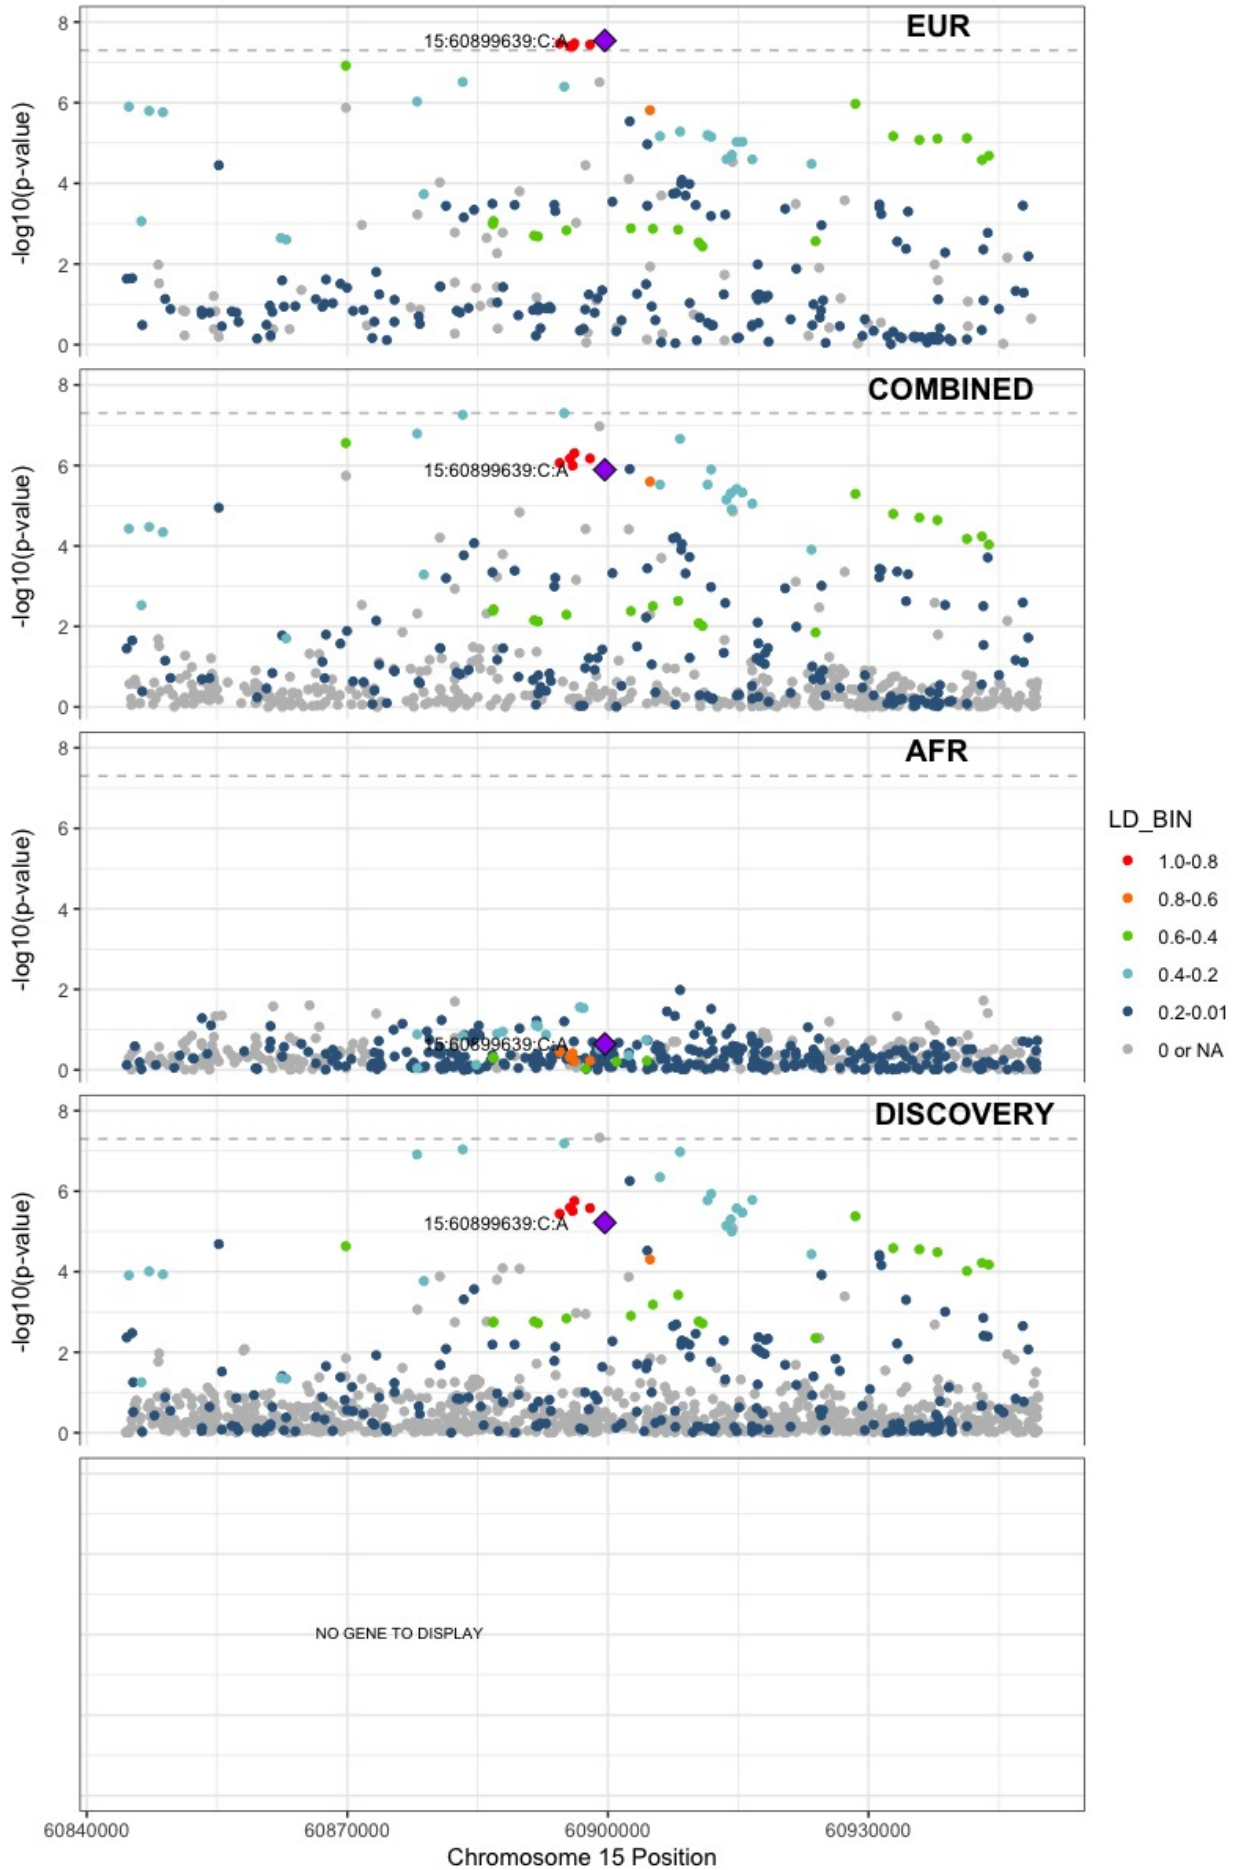 EUR
8
15:60899639:C:A
6
-log10(p-value)
4
2
0
COMBINED
8
6
15:60899639:C:A
-log10(p-value)
4
2
0
AFR
8
6
-log10(p-value)
4
2
15:60899639:C:A
0
DISCOVERY
8
6
15:60899639:C:A
-log10(p-value)
4
2
0
NO GENE TO DISPLAY
60840000 60870000 60900000 60930000
Chromosome 15 Position
LD_BIN
1.0-0.8
0.8-0.6
0.6-0.4
0.4-0.2
0.2-0.01
0 or NA